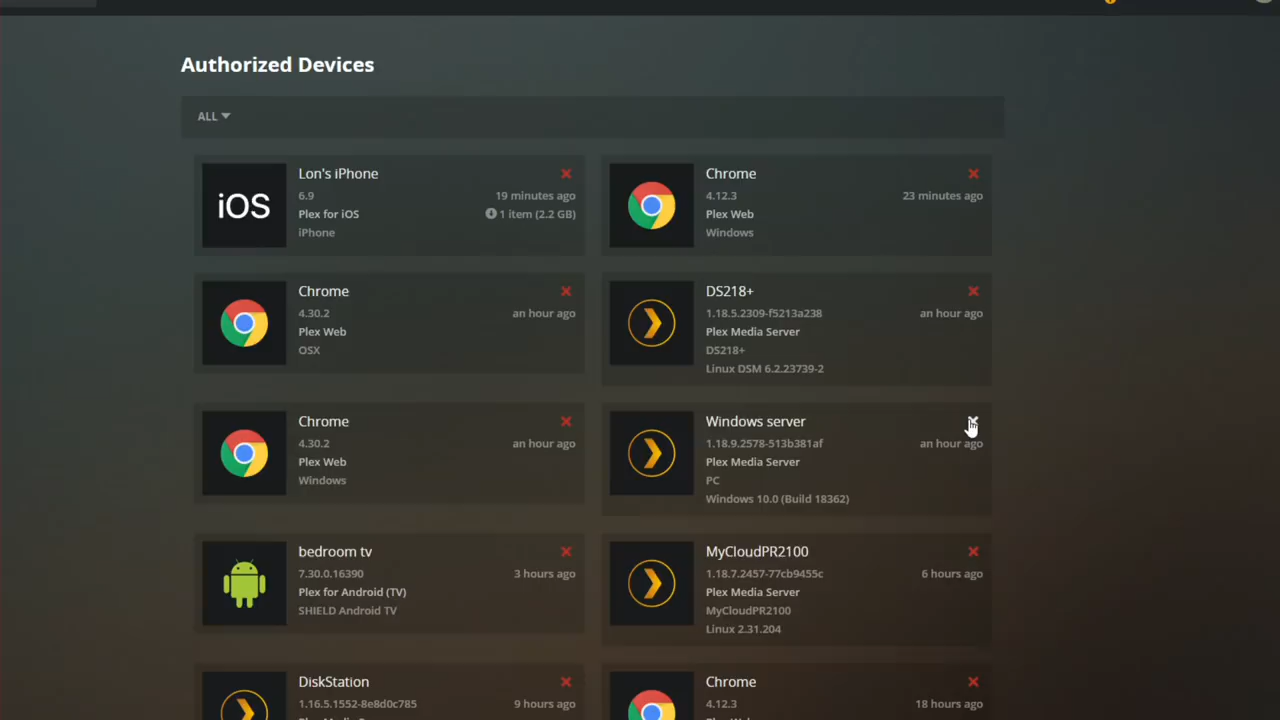 Authorized Devices
ALL
iOS
Lon's iPhone
6.9
19 minutes ago
Plex for iOS
1 item (2.2 GB)
iPhone
Chrome
4.12.3
23 minutes ago
Plex Web
Windows
Chrome
4.30.2
an hour ago
Plex Web
OSX
DS218+
1.18.5.2309-f5213a238
an hour ago
Plex Media Server
DS218+
Linux DSM 6.2.23739-2
Chrome
4.30.2
an hour ago
Plex Web
Windows
Windows server
1.18.9.2578-513b381af
an hour ago
Plex Media Server
PC
Windows 10.0 (Build 18362)
bedroom tv
7.30.0.16390
3 hours ago
Plex for Android (TV)
SHIELD Android TV
MyCloudPR2100
1.18.7.2457-77cb9455c
6 hours ago
Plex Media Server
MyCloudPR2100
Linux 2.31.204
DiskStation
1.16.5.1552-8e8d0c785
9 hours ago
Chrome
4.12.3
18 hours ago